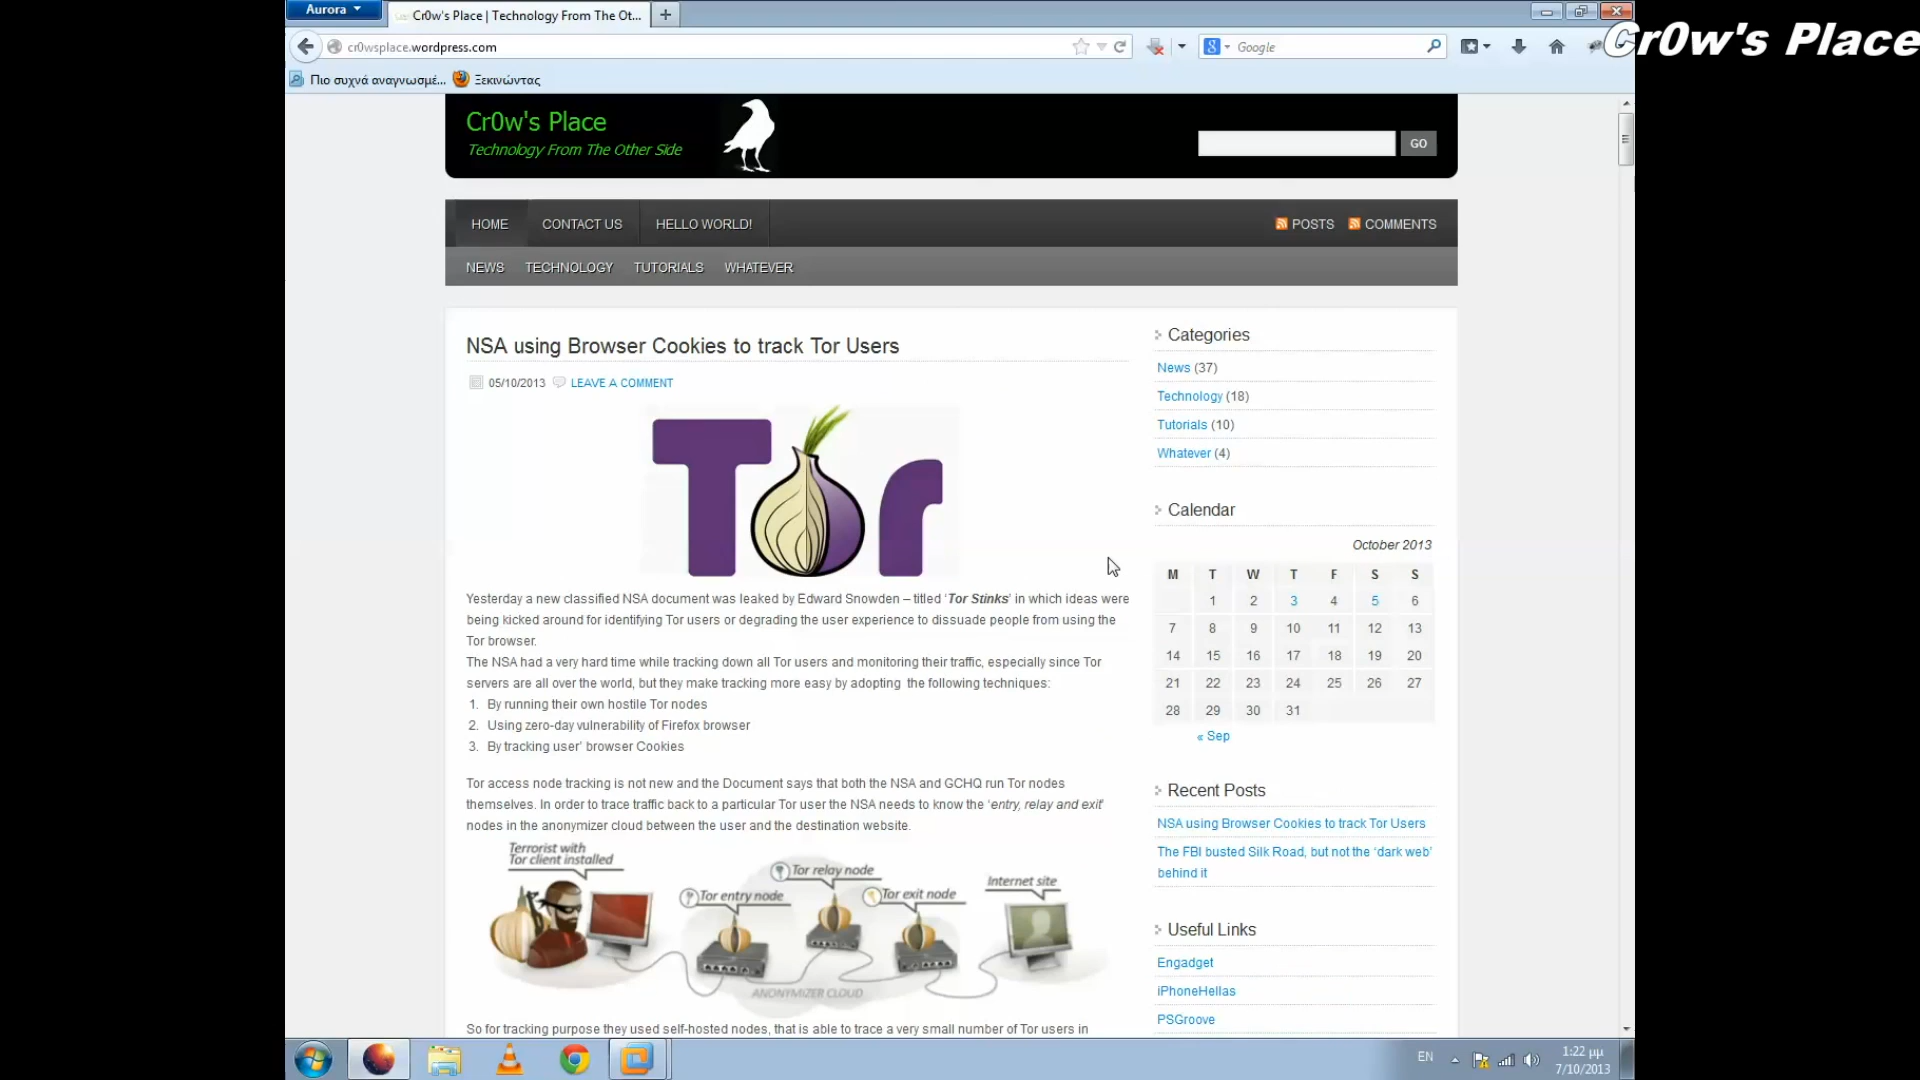 Aurora
Cr0w's Place | Technology From The Ot...
Cr0w's Place
cr0wsplace.wordpress.com
Google
Πιο συχνά αναγνωσμέ...
Ξεκινώντας
Cr0w's Place
Technology From The Other Side
GO
HOME
CONTACT US
HELLO WORLD!
POSTS
COMMENTS
NEWS
TECHNOLOGY
TUTORIALS
WHATEVER
NSA using Browser Cookies to track Tor Users
05/10/2013
LEAVE A COMMENT
Tor
Yesterday a new classified NSA document was leaked by Edward Snowden – titled ‘Tor Stinks’ in which ideas were
being kicked around for identifying Tor users or degrading the user experience to dissuade people from using the
Tor browser.
The NSA had a very hard time while tracking down all Tor users and monitoring their traffic, especially since Tor
servers are all over the world, but they make tracking more easy by adopting the following techniques:
1. By running their own hostile Tor nodes
2. Using zero-day vulnerability of Firefox browser
3. By tracking user’ browser Cookies
Tor access node tracking is not new and the Document says that both the NSA and GCHQ run Tor nodes
themselves. In order to trace traffic back to a particular Tor user the NSA needs to know the ‘entry, relay and exit’
nodes in the anonymizer cloud between the user and the destination website.
Terrorist with
Tor client installed
Tor entry node
Tor relay node
Tor exit node
Internet site
ANONYMIZER CLOUD
So for tracking purpose they used self-hosted nodes, that is able to trace a very small number of Tor users in
Categories
News (37)
Technology (18)
Tutorials (10)
Whatever (4)
Calendar
October 2013
M T W T F S S
1 2 3 4 5 6
7 8 9 10 11 12 13
14 15 16 17 18 19 20
21 22 23 24 25 26 27
28 29 30 31
« Sep
Recent Posts
NSA using Browser Cookies to track Tor Users
The FBI busted Silk Road, but not the ‘dark web’
behind it
Useful Links
Engadget
iPhoneHellas
PSGroove
EN
1:22 μμ
7/10/2013